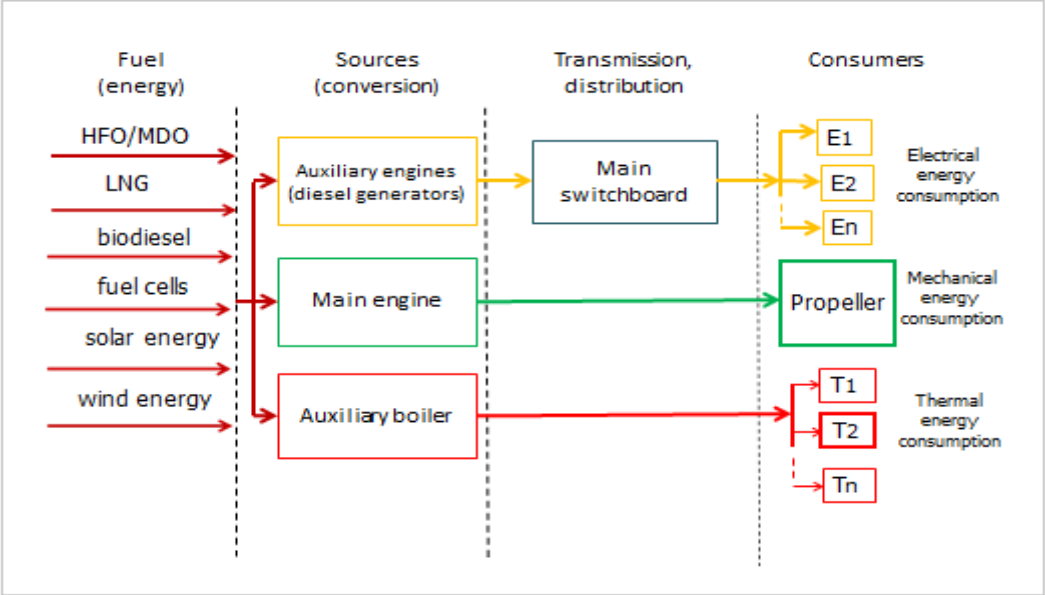 Fuel
(energy)
Sources
(conversion)
Transmission,
distribution
Consumers
HFO/MDO
LNG
biodiesel
fuel cells
solar energy
wind energy
Auxiliary engines
(diesel generators)
Main
switchboard
E1
E2
En
Electrical
energy
consumption
Main engine
Propeller
Mechanical
energy
consumption
Auxiliary boiler
T1
T2
Tn
Thermal
energy
consumption